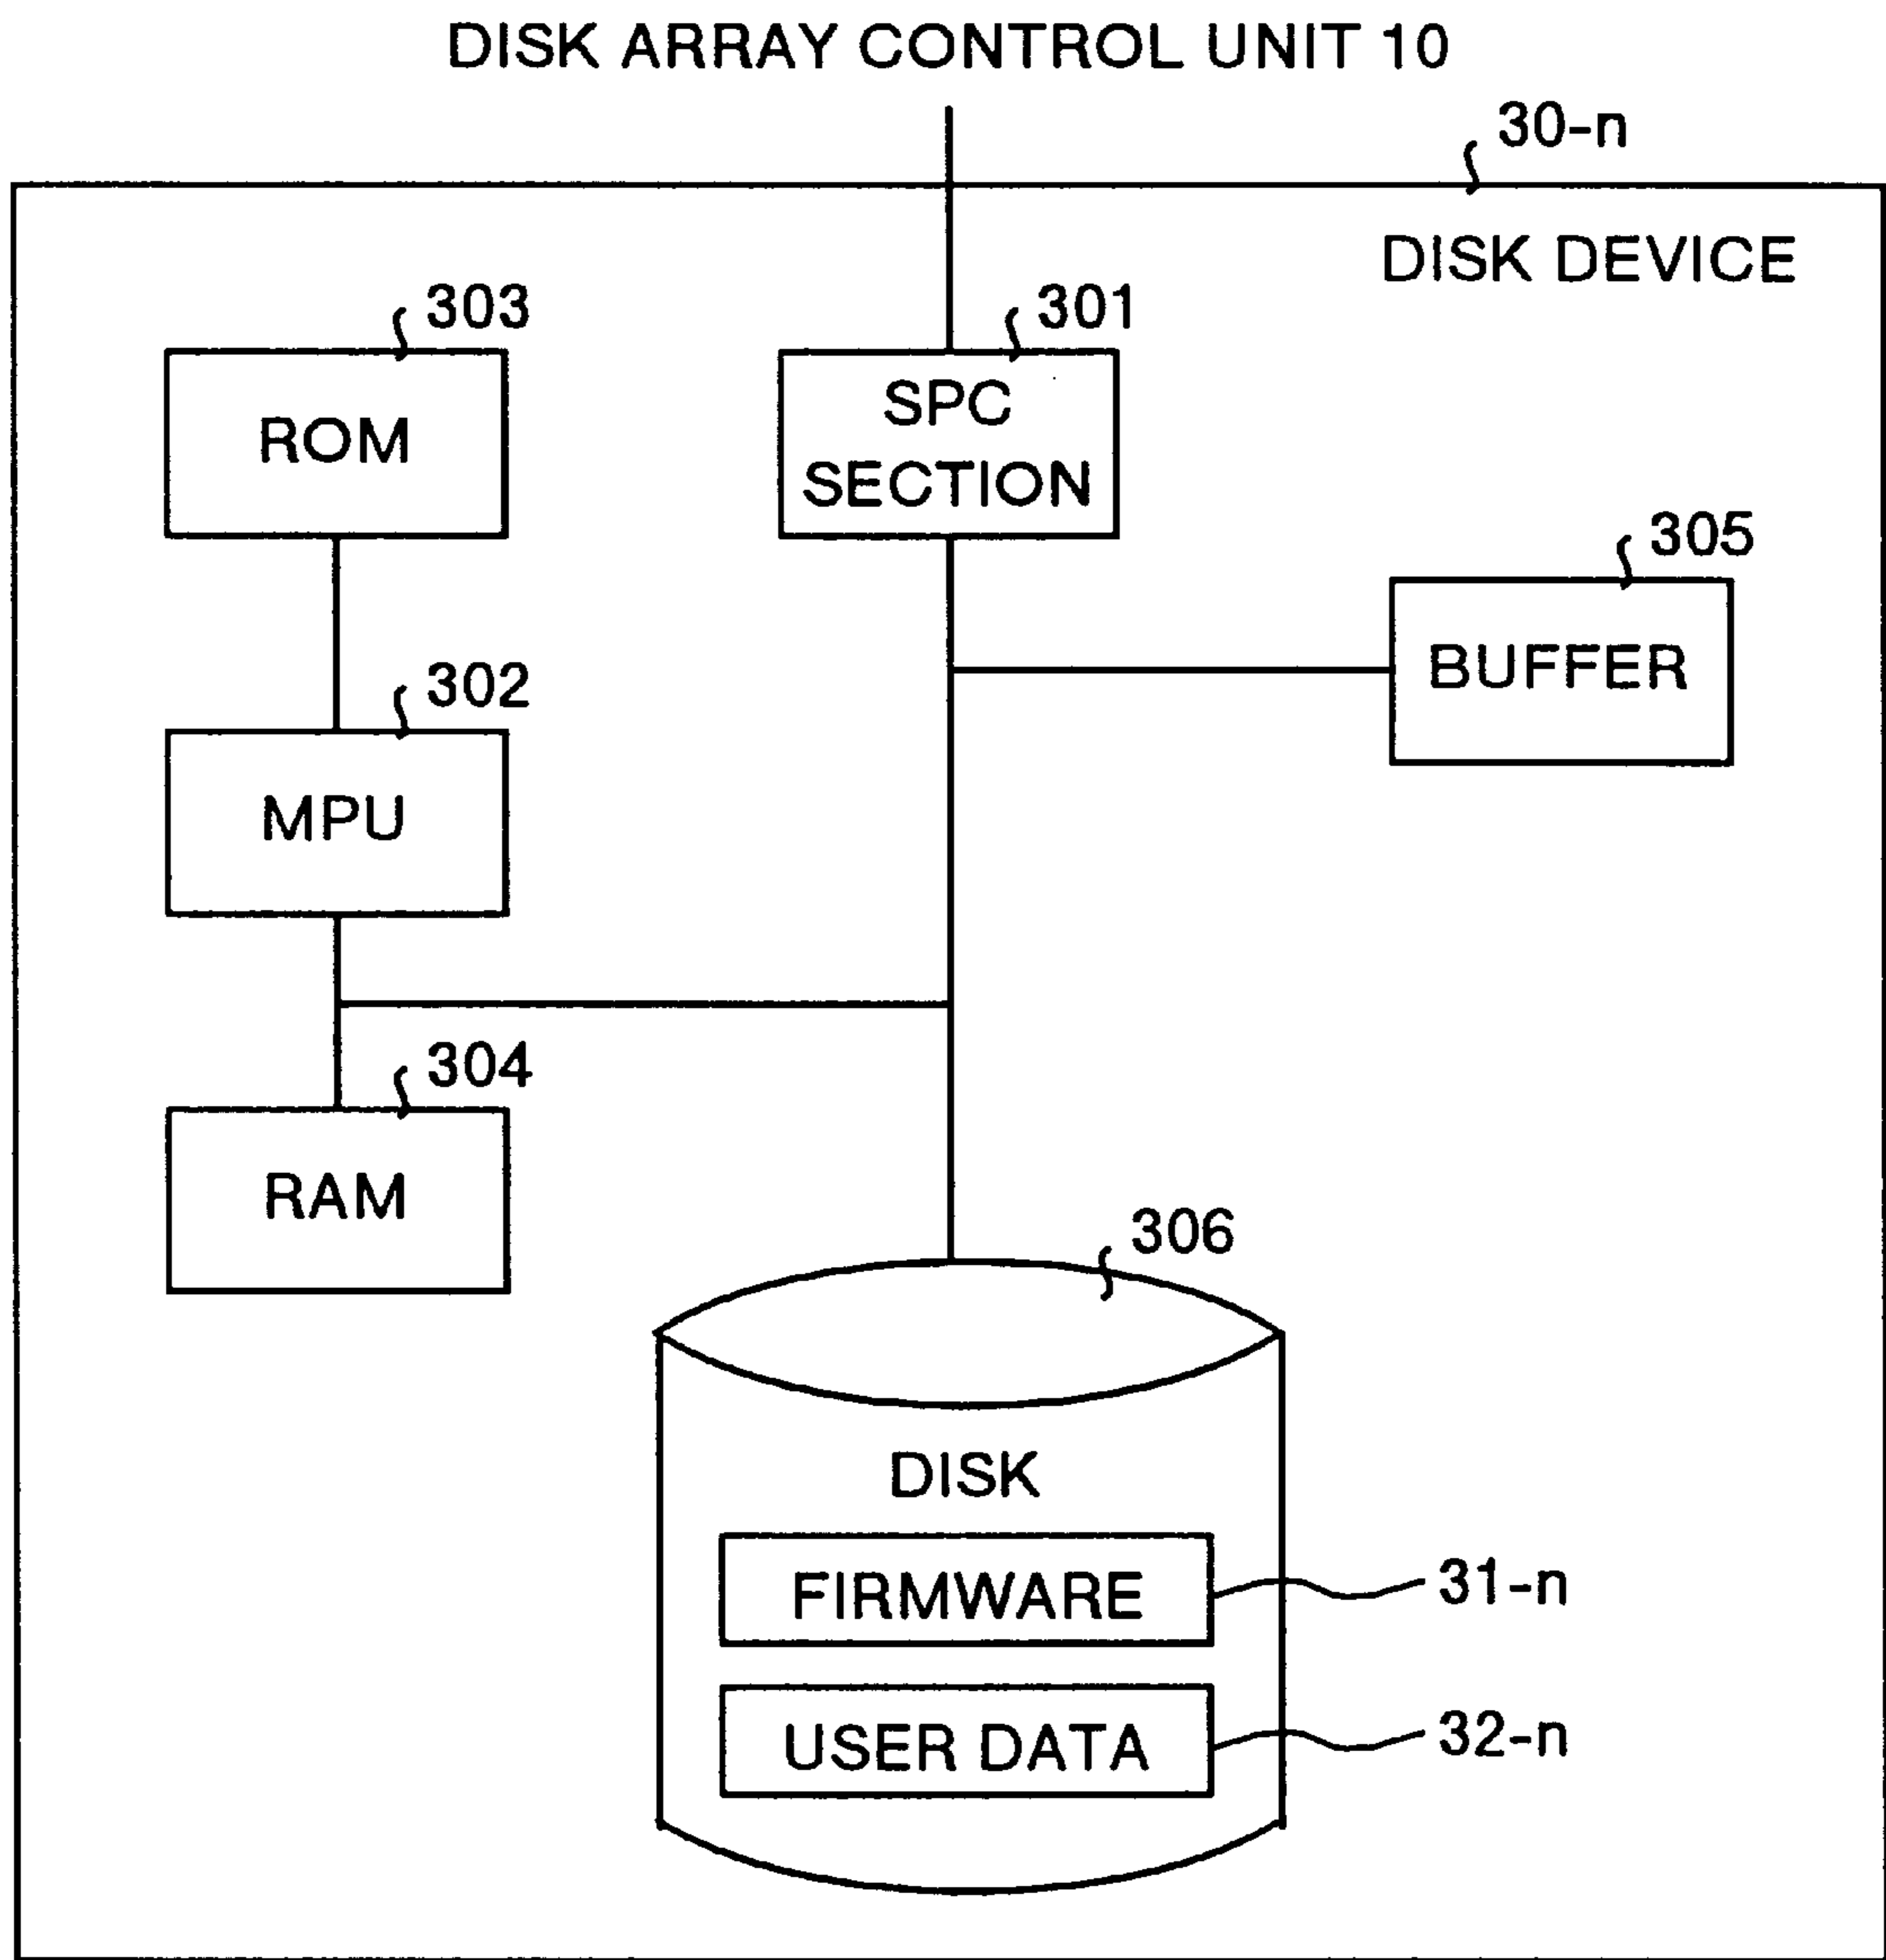 DISK ARRAY CONTROL UNIT 10
30-n
DISK DEVICE
303
ROM
301
SPC
SECTION
305
BUFFER
302
MPU
304
RAM
306
DISK
FIRMWARE
31-n
USER DATA
32-n